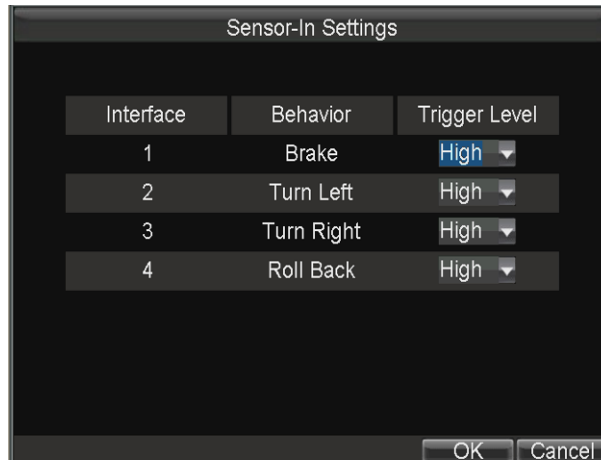 Sensor-In Settings
Interface Behavior Trigger Level
1 Brake High
2 Turn Left High
3 Turn Right High
4 Roll Back High
OK Cancel